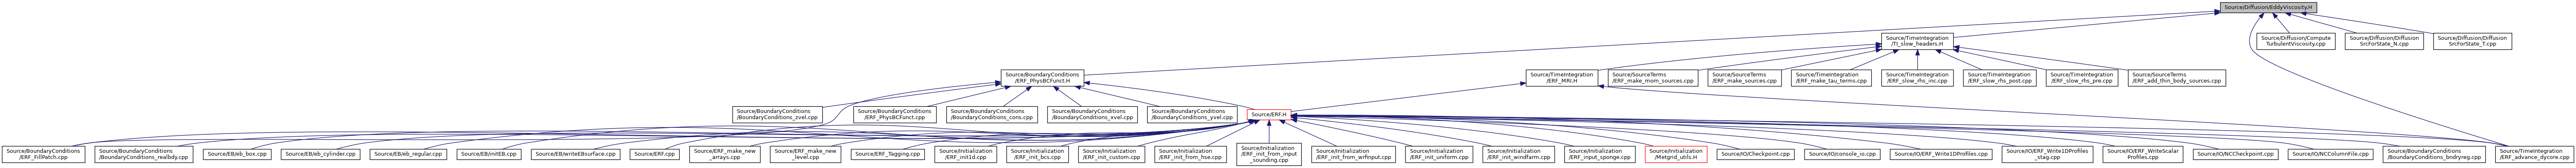 Source/Diffusion/EddyViscosity.H
Source/TimeIntegration
/TI_slow_headers.H
Source/Diffusion/Compute
TurbulentViscosity.cpp
Source/Diffusion/Diffusion
SrcForState_N.cpp
Source/Diffusion/Diffusion
SrcForState_T.cpp
Source/BoundaryConditions
/ERF_PhysBCFunct.H
Source/TimeIntegration
/ERF_MRI.H
Source/SourceTerms
/ERF_make_mom_sources.cpp
Source/SourceTerms
/ERF_make_sources.cpp
Source/TimeIntegration
/ERF_make_tau_terms.cpp
Source/TimeIntegration
/ERF_slow_rhs_inc.cpp
Source/TimeIntegration
/ERF_slow_rhs_post.cpp
Source/TimeIntegration
/ERF_slow_rhs_pre.cpp
Source/SourceTerms
/ERF_add_thin_body_sources.cpp
Source/BoundaryConditions
/BoundaryConditions_zvel.cpp
Source/BoundaryConditions
/ERF_PhysBCFunct.cpp
Source/BoundaryConditions
/BoundaryConditions_cons.cpp
Source/BoundaryConditions
/BoundaryConditions_xvel.cpp
Source/BoundaryConditions
/BoundaryConditions_yvel.cpp
Source/ERF.H
Source/BoundaryConditions
/ERF_FillPatch.cpp
Source/BoundaryConditions
/BoundaryConditions_realbdy.cpp
Source/EB/eb_box.cpp
Source/EB/eb_cylinder.cpp
Source/EB/eb_regular.cpp
Source/EB/initEB.cpp
Source/EB/writeEBsurface.cpp
Source/ERF.cpp
Source/ERF_make_new
_arrays.cpp
Source/ERF_make_new
_level.cpp
Source/ERF_Tagging.cpp
Source/Initialization
/ERF_init1d.cpp
Source/Initialization
/ERF_init_bcs.cpp
Source/Initialization
/ERF_init_custom.cpp
Source/Initialization
/ERF_init_from_hse.cpp
Source/Initialization
/ERF_init_from_input
_sounding.cpp
Source/Initialization
/ERF_init_from_wrfinput.cpp
Source/Initialization
/ERF_init_uniform.cpp
Source/Initialization
/ERF_init_windfarm.cpp
Source/Initialization
/ERF_input_sponge.cpp
Source/Initialization
/Metgrid_utils.H
Source/IO/Checkpoint.cpp
Source/IO/console_io.cpp
Source/IO/ERF_Write1DProfiles.cpp
Source/IO/ERF_Write1DProfiles
_stag.cpp
Source/IO/ERF_WriteScalar
Profiles.cpp
Source/IO/NCCheckpoint.cpp
Source/IO/NCColumnFile.cpp
Source/BoundaryConditions
/BoundaryConditions_bndryreg.cpp
Source/TimeIntegration
/ERF_advance_dycore.cpp